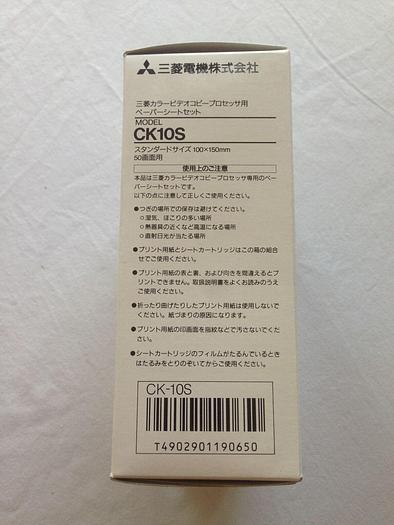 三菱電機株式会社
三菱カラービデオコピープロセッサ用
ペーパーシートセット
MODEL
CK10S
スタンダードサイズ 100×150mm
50画面用
使用上のご注意
本品は三菱カラービデオコピープロセッサ専用のペー
パーシートセットです。
以下の点に注意して正しくご使用ください。
●つぎの場所での保存は避けてください。
○湿気、ほこりの多い場所
○熱器具の近くなど高温になる場所
○直射日光が当たる場所
●プリント用紙とシートカートリッジはこの箱の組合
せでご使用ください。
●プリント用紙の表と裏、および向きを間違えるとプ
リントできません。取扱説明書をよくお読みのうえ
ご使用ください。
●折ったり曲げたりしたプリント用紙は使用しないで
ください。紙づまりの原因になります。
●プリント用紙の印画面を指紋などで汚さないでくだ
さい。
●シートカートリッジのフィルムがたるんでいるとき
はたるみをとりのぞいてからご使用ください。
CK-10S
T4902901190650